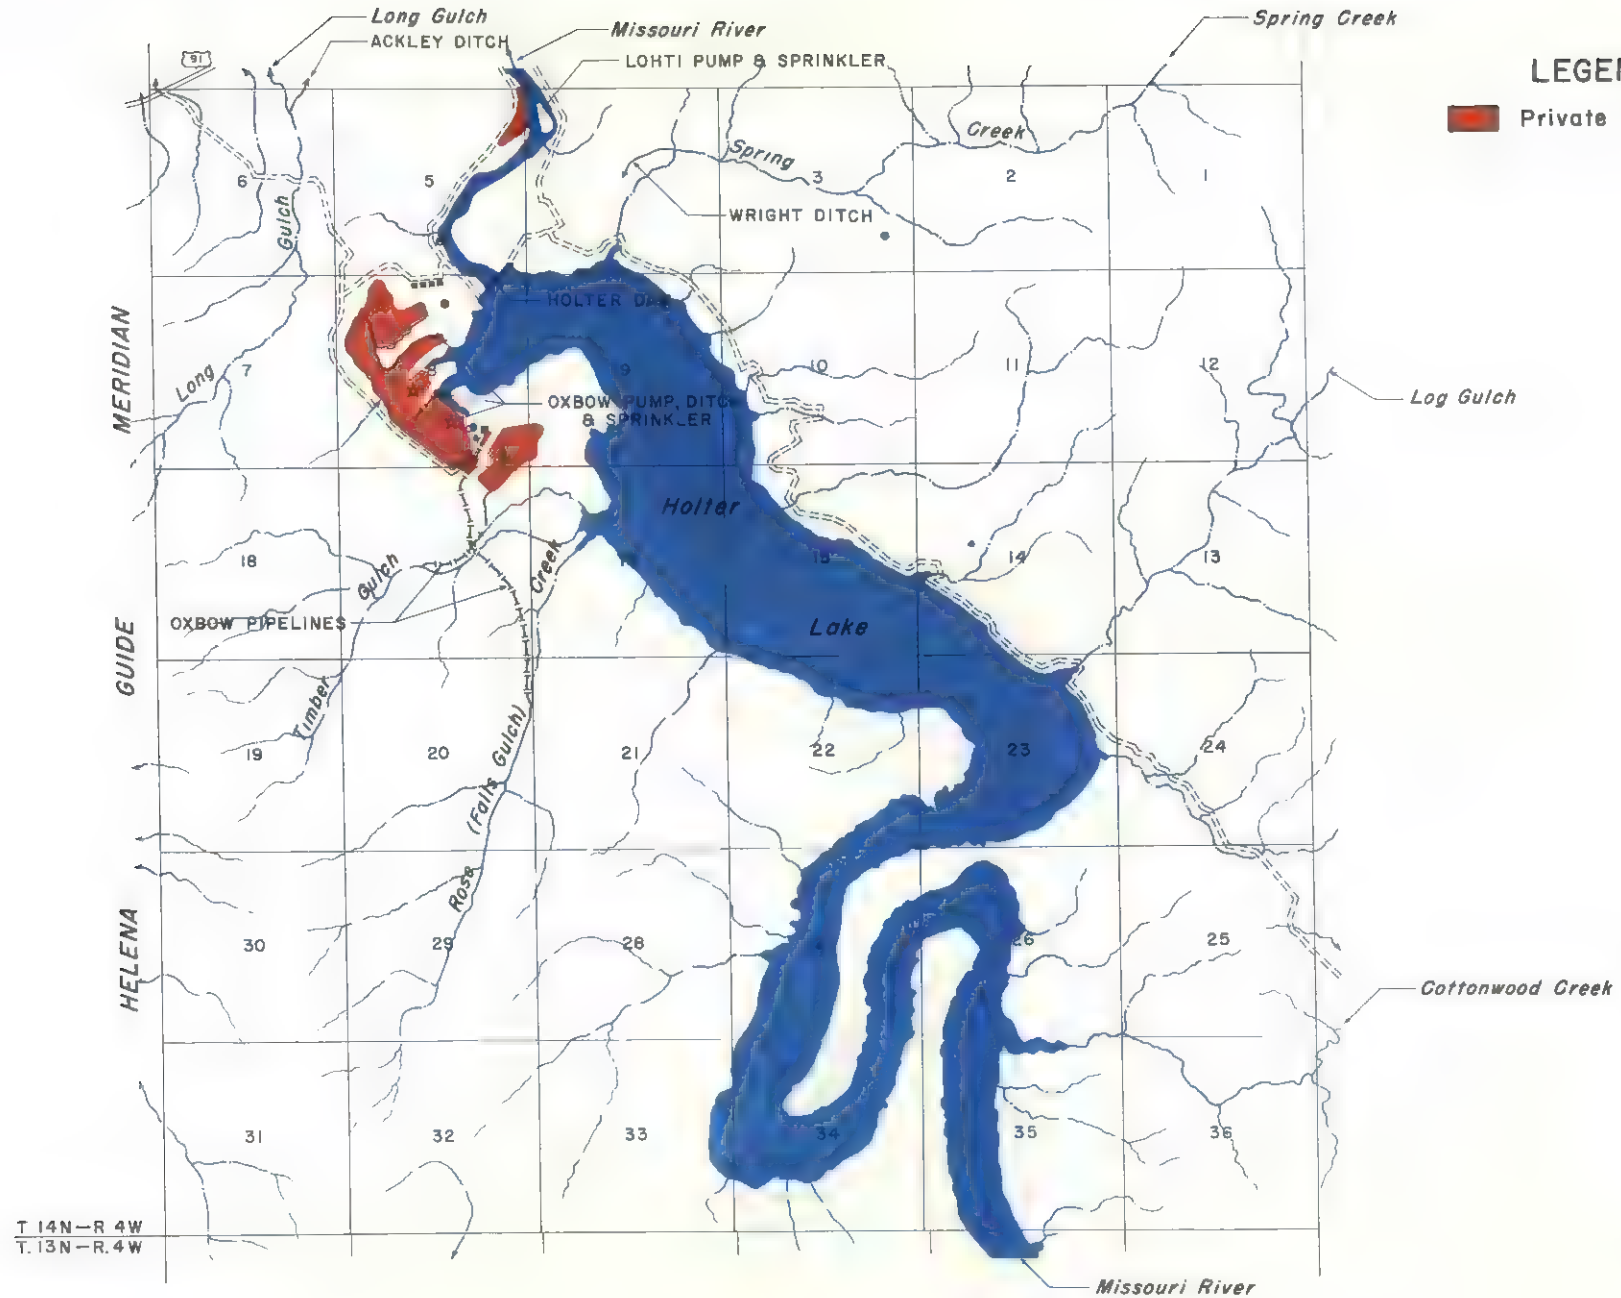 Long Gulch
ACKLEY DITCH
Missouri River
LOHTI PUMP & SPRINKLER
Spring Creek
91
Private
Spring
Creek
6
5
3
2
1
Gulch
WRIGHT DITCH
HOLTER
MERIDIAN
Long
7
8
9
10
11
12
Log Gulch
OXBOW PUMP, DITCH
& SPRINKLER
Holter
18
Gulch
Creek
15
14
13
OXBOW PIPELINES
Lake
GUIDE
Timber
(Falls Gulch)
19
20
21
22
23
24
Rose
HELENA
30
29
28
26
25
Cottonwood Creek
31
32
33
34
35
36
T 14N-R 4W
T. 13N-R. 4W
Missouri River